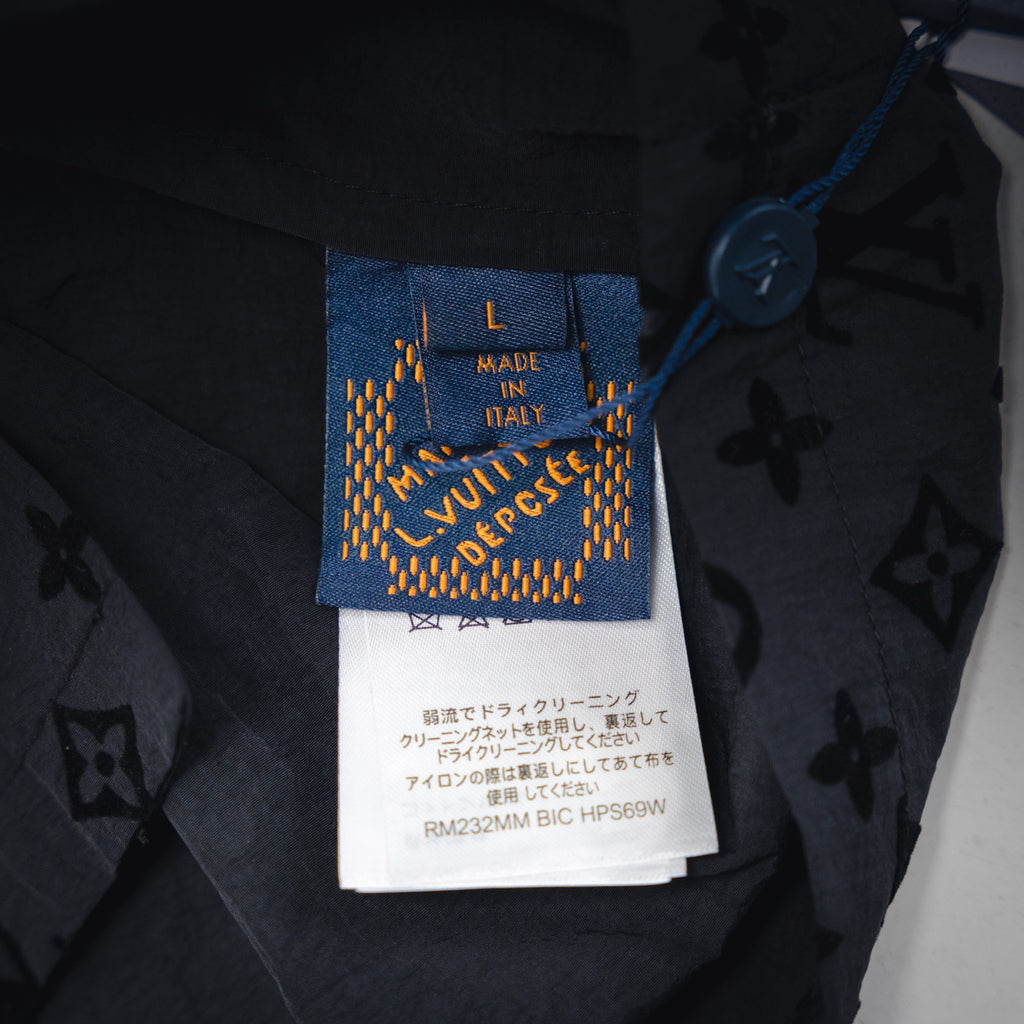 L
MADE
IN
ITALY
L.VUITTON
DÉPOSÉE
弱流でドライクリーニング
クリーニングネットを使用し、裏返して
ドライクリーニングしてください
アイロンの際は裏返しにしてあて布を
使用 してください
RM232MM BIC HPS69W